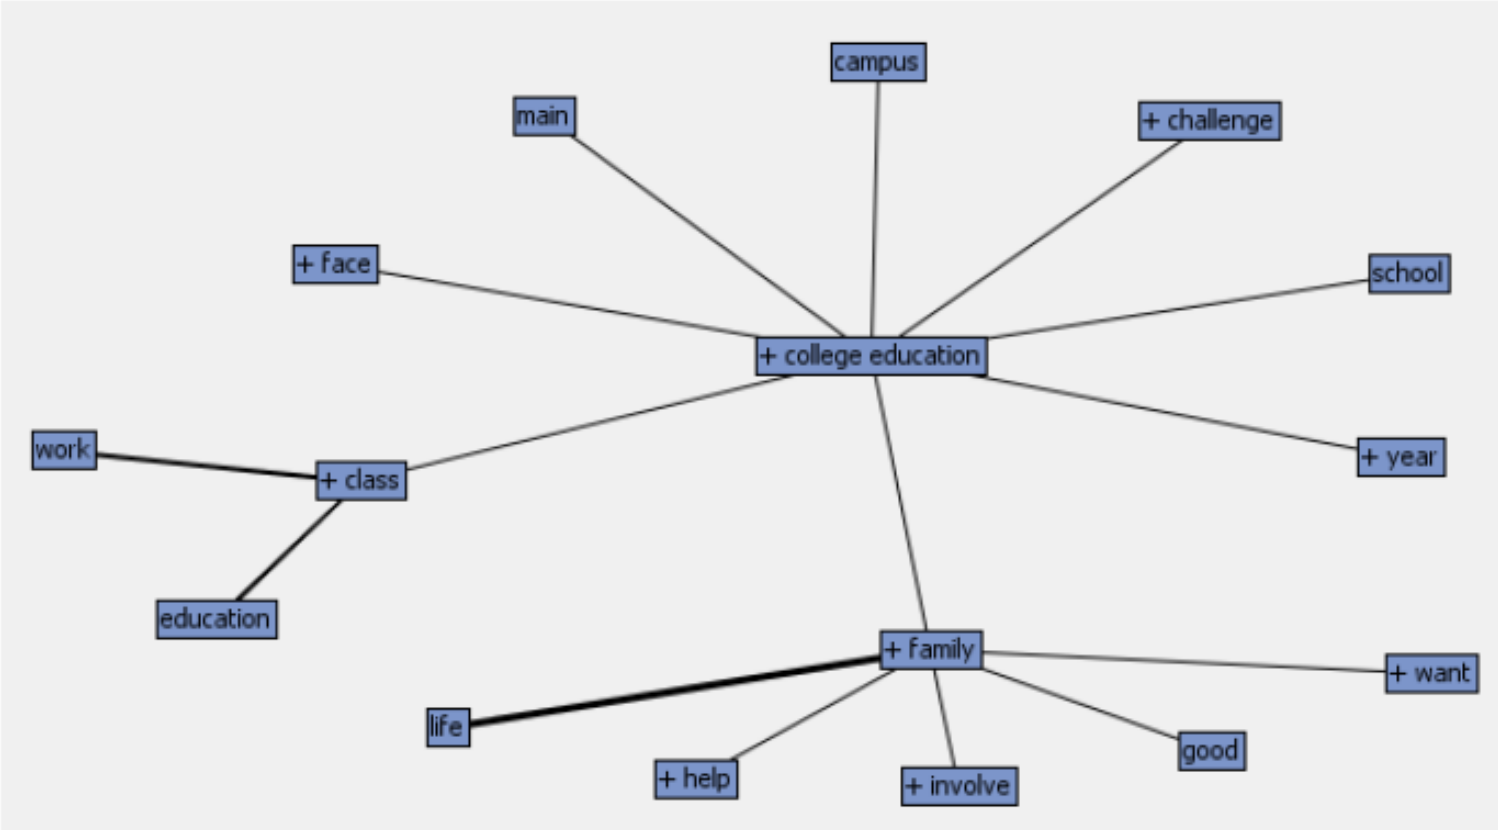 campus
main
+ challenge
+ face
school
+ college education
work
+ class
+ year
education
+ family
+ want
life
good
+ help
+ involve